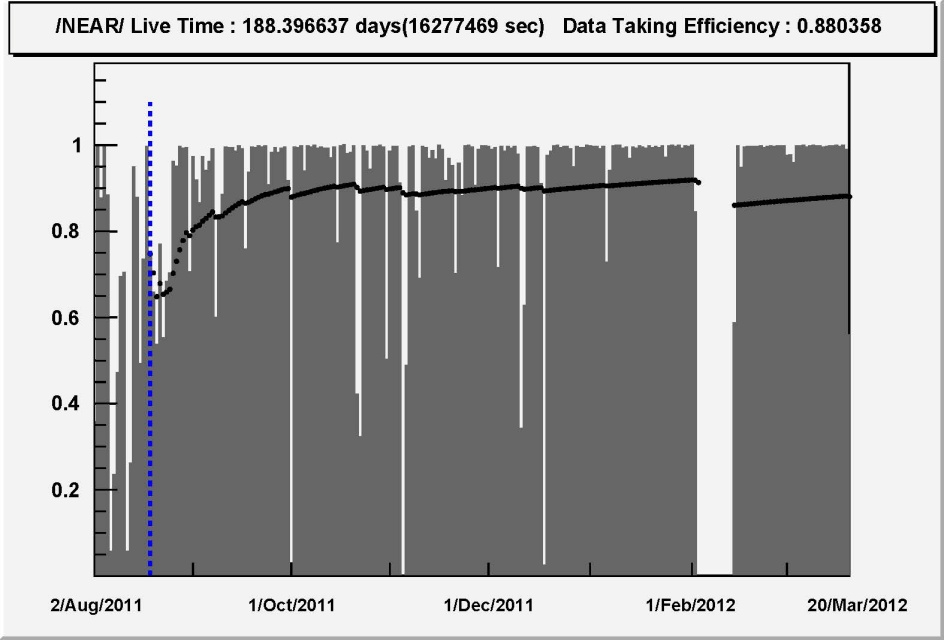 /NEAR/ Live Time : 188.396637 days(16277469 sec)   Data Taking Efficiency : 0.880358
1
0.8
0.6
0.4
0.2
2/Aug/2011 1/Oct/2011 1/Dec/2011 1/Feb/2012 20/Mar/2012